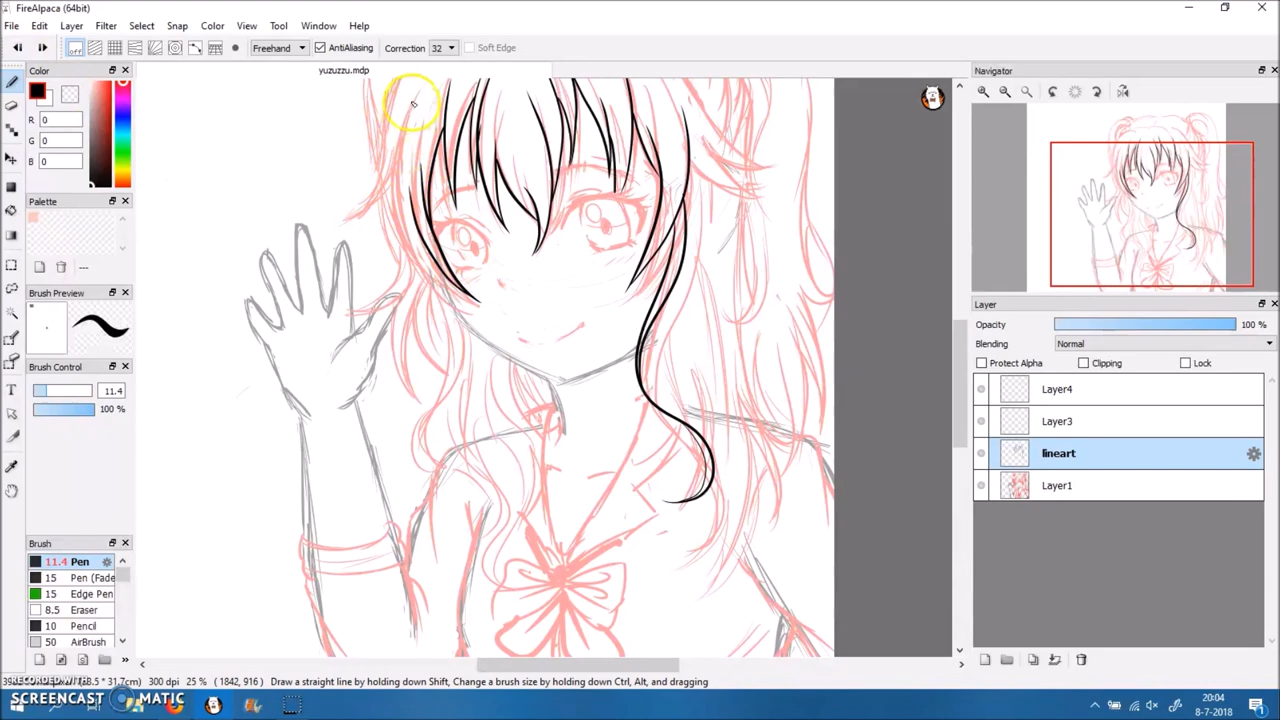 FireAlpaca (64bit)
File Edit Layer Filter Select Snap Color View Tool Window Help
off Freehand AntiAliasing Correction 32 Soft Edge
Color
yuzuzzu.mdp
Navigator
R 0
G 0
B 0
Palette
---
Brush Preview
Layer
Opacity 100 %
Blending Normal
Protect Alpha Clipping Lock
Brush Control
11.4
100 %
Layer4
Layer3
lineart
Layer1
Brush
11.4 Pen
15 Pen (Fade
15 Edge Pen
8.5 Eraser
10 Pencil
50 AirBrush
300 dpi 25 % (1842, 916) Draw a straight line by holding down Shift, Change a brush size by holding down Ctrl, Alt, and dragging
RECORDED WITH
SCREENCAST MATIC
20:04
8-7-2018
1